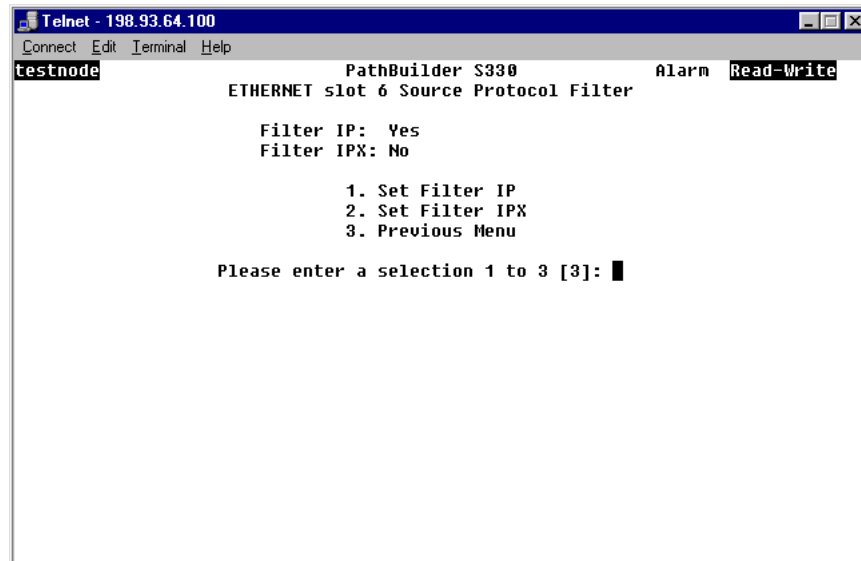 Telnet - 198.93.64.100
Connect Edit Terminal Help
testnode PathBuilder S330 Alarm Read-Write
ETHERNET slot 6 Source Protocol Filter
Filter IP: Yes
Filter IPX: No
1. Set Filter IP
2. Set Filter IPX
3. Previous Menu
Please enter a selection 1 to 3 [3]: